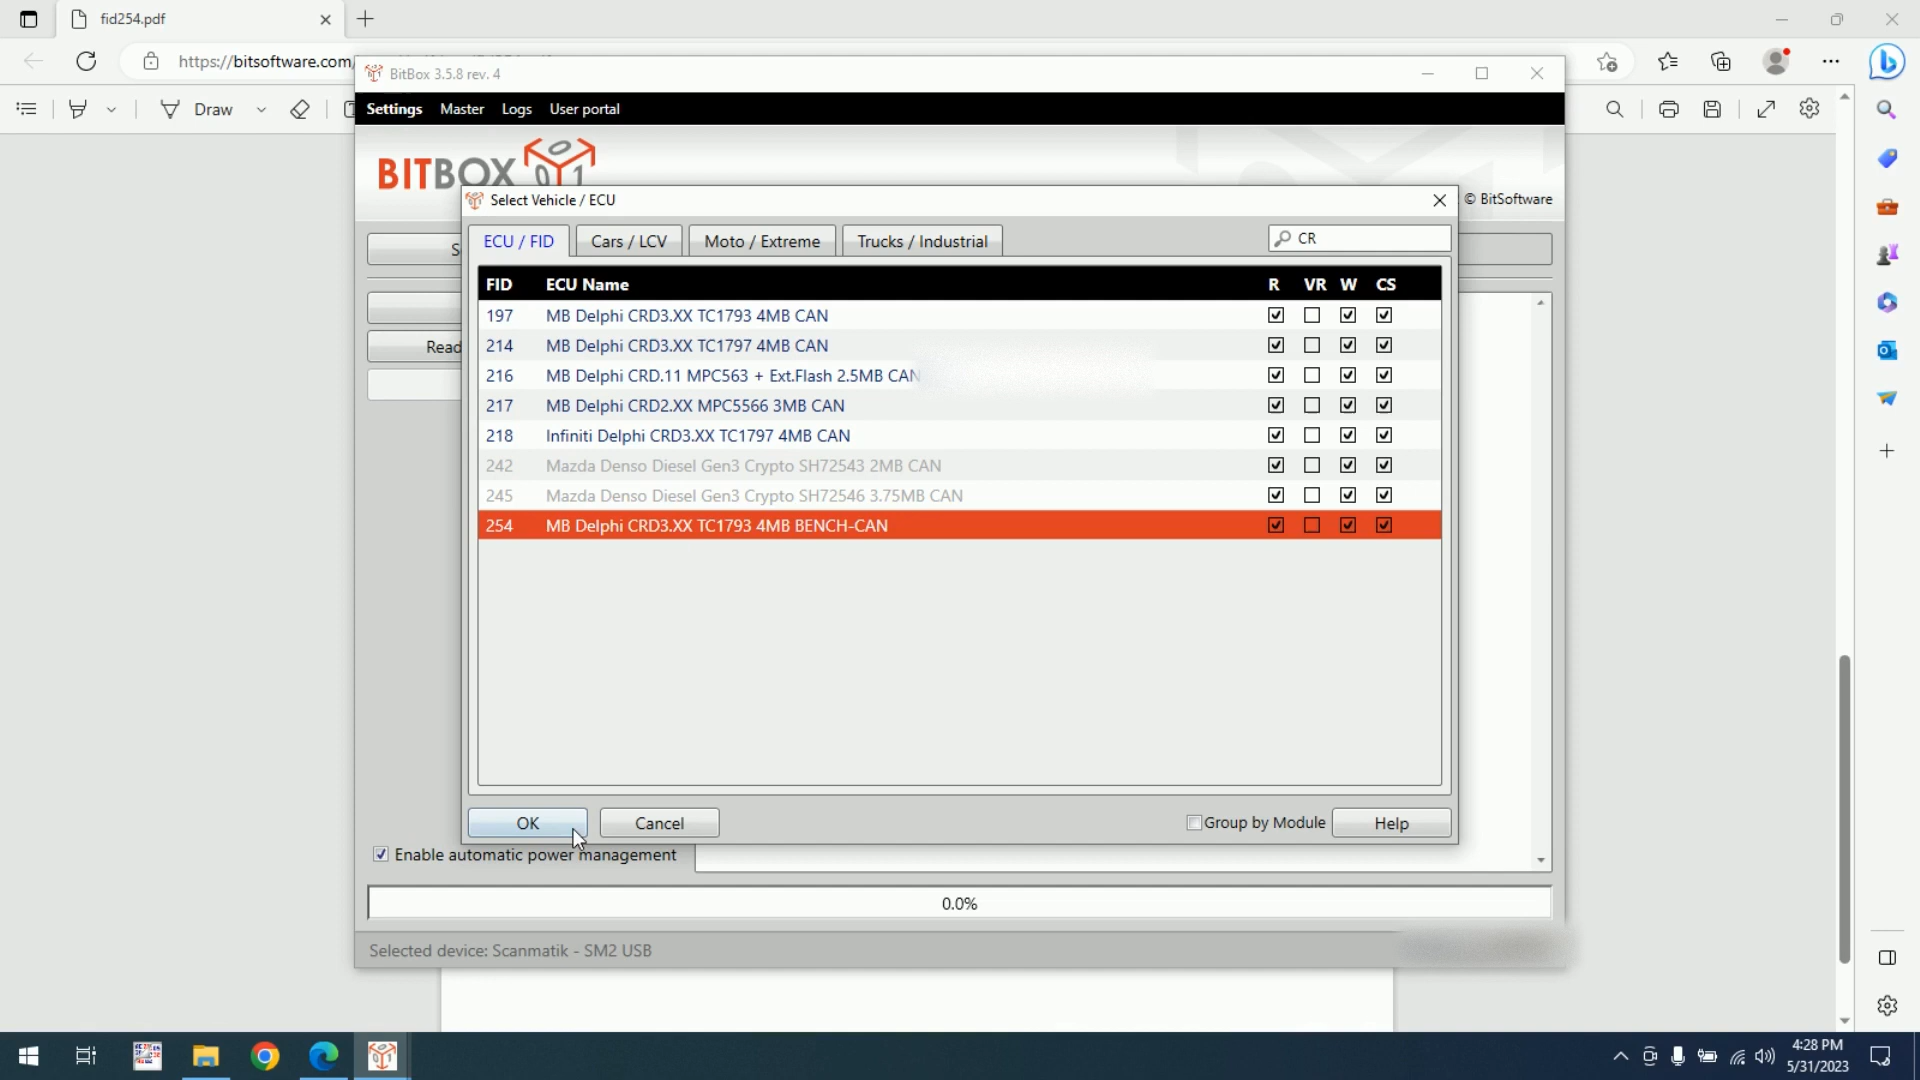 fid254.pdf
https://bitsoftware.com/
Draw
BitBox 3.5.8 rev. 4
Settings Master Logs User portal
BITBOX
© BitSoftware
Select Vehicle / ECU
ECU / FID Cars / LCV Moto / Extreme Trucks / Industrial CR
S
Read
FID ECU Name R VR W CS
197 MB Delphi CRD3.XX TC1793 4MB CAN
214 MB Delphi CRD3.XX TC1797 4MB CAN
216 MB Delphi CRD.11 MPC563 + Ext.Flash 2.5MB CAN
217 MB Delphi CRD2.XX MPC5566 3MB CAN
218 Infiniti Delphi CRD3.XX TC1797 4MB CAN
242 Mazda Denso Diesel Gen3 Crypto SH72543 2MB CAN
245 Mazda Denso Diesel Gen3 Crypto SH72546 3.75MB CAN
254 MB Delphi CRD3.XX TC1793 4MB BENCH-CAN
OK Cancel Group by Module Help
Enable automatic power management
0.0%
Selected device: Scanmatik - SM2 USB
4:28 PM
5/31/2023